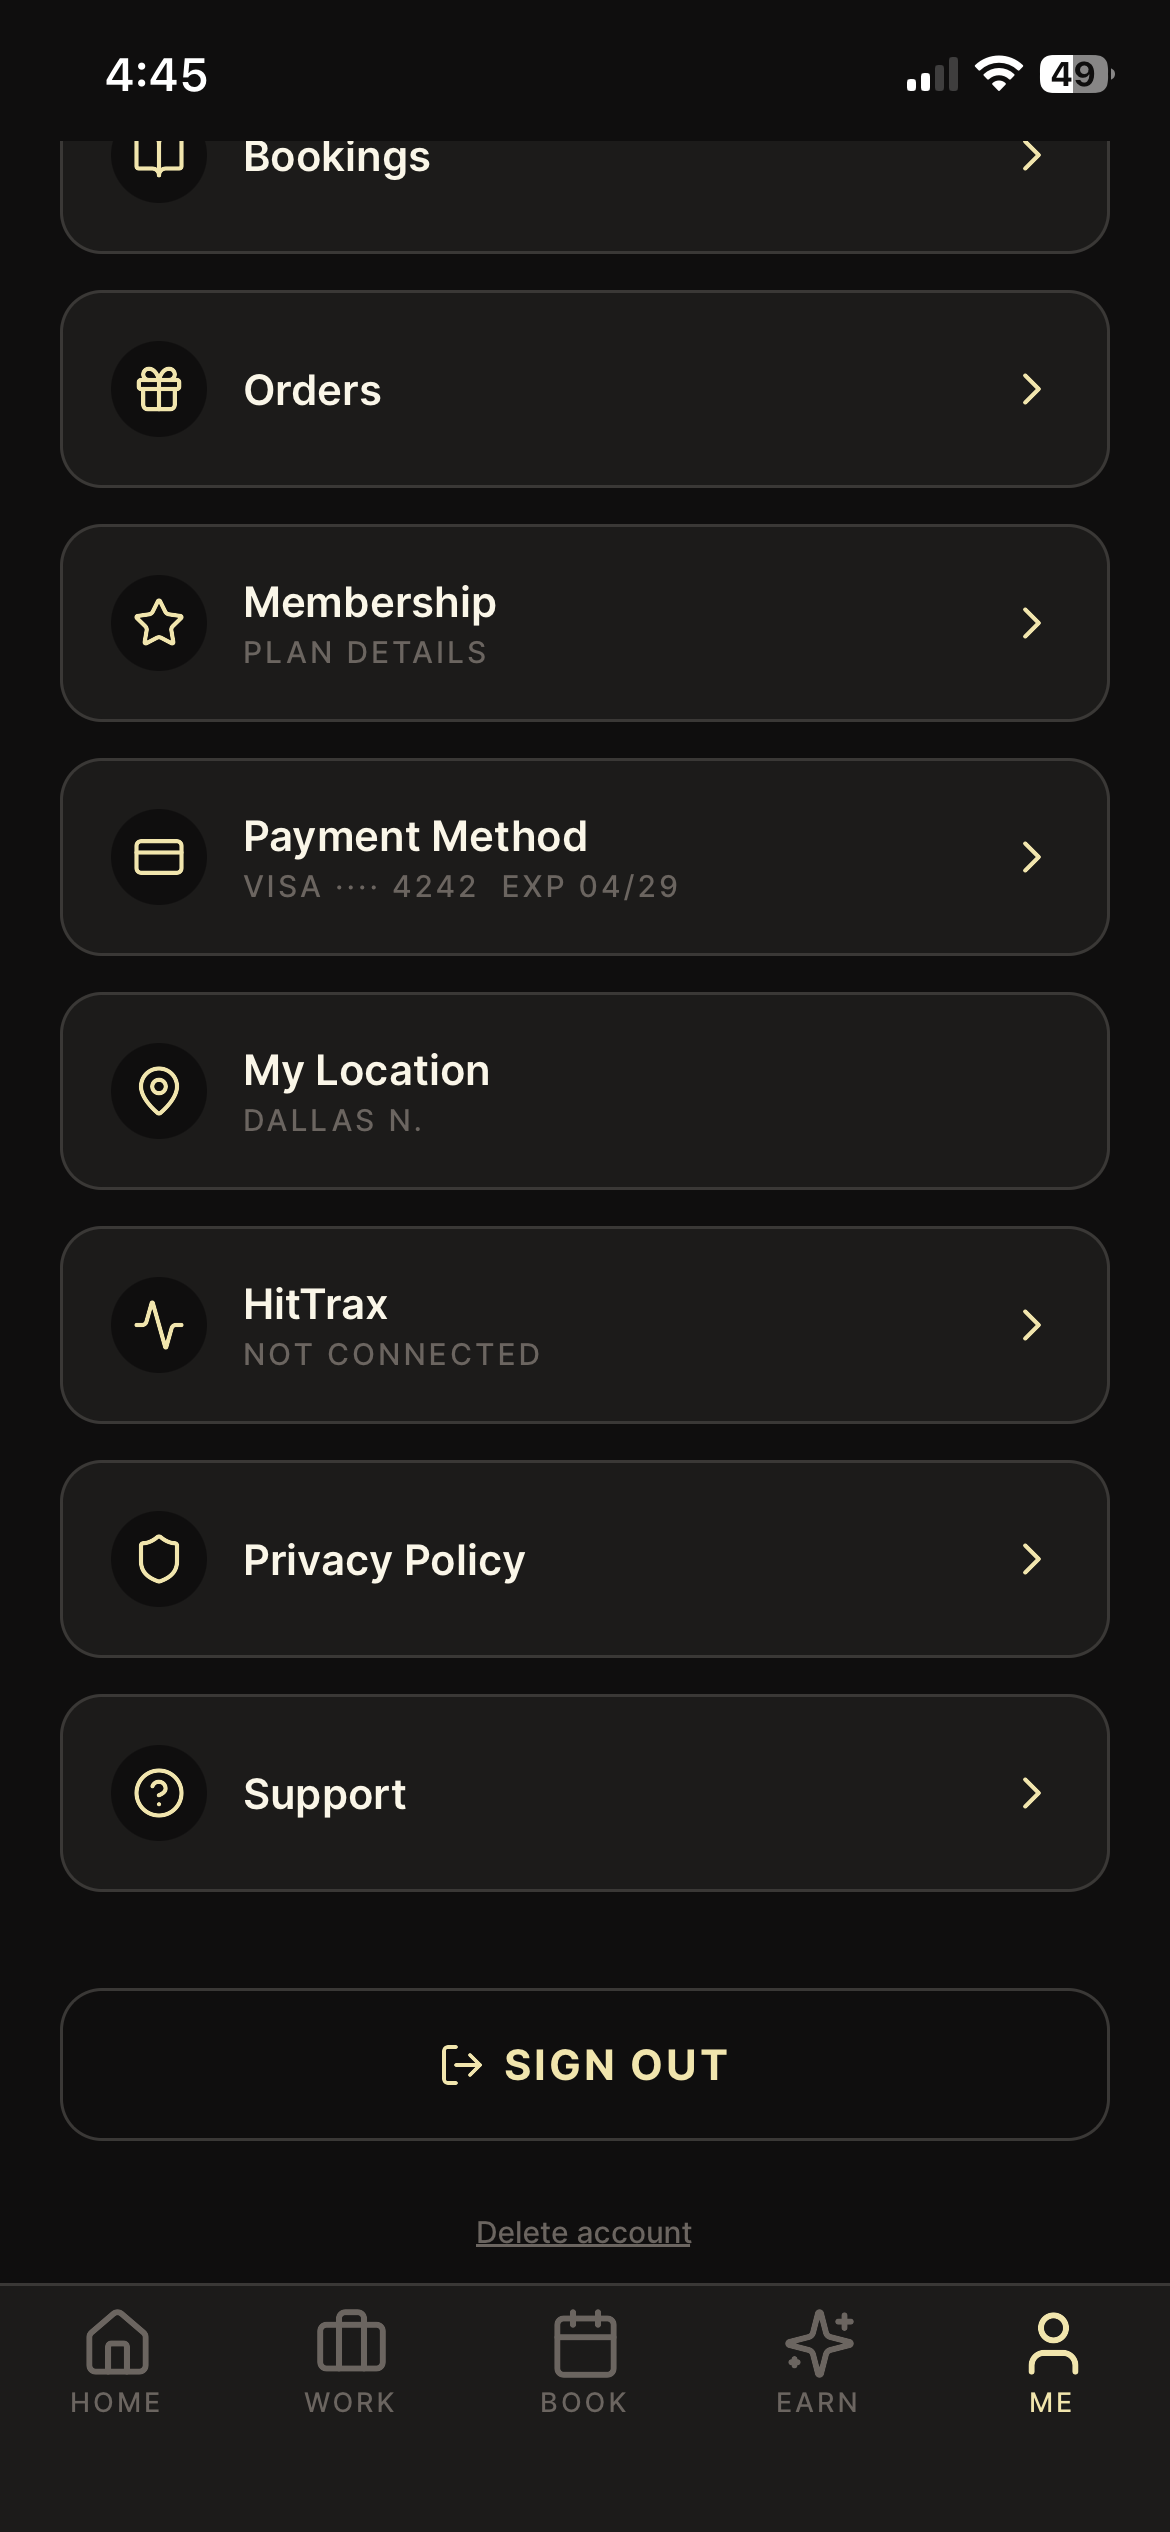 4:45
49
Bookings
Orders
Membership
PLAN DETAILS
Payment Method
VISA ···· 4242 EXP 04/29
My Location
DALLAS N.
HitTrax
NOT CONNECTED
Privacy Policy
Support
SIGN OUT
Delete account
HOME WORK BOOK EARN ME